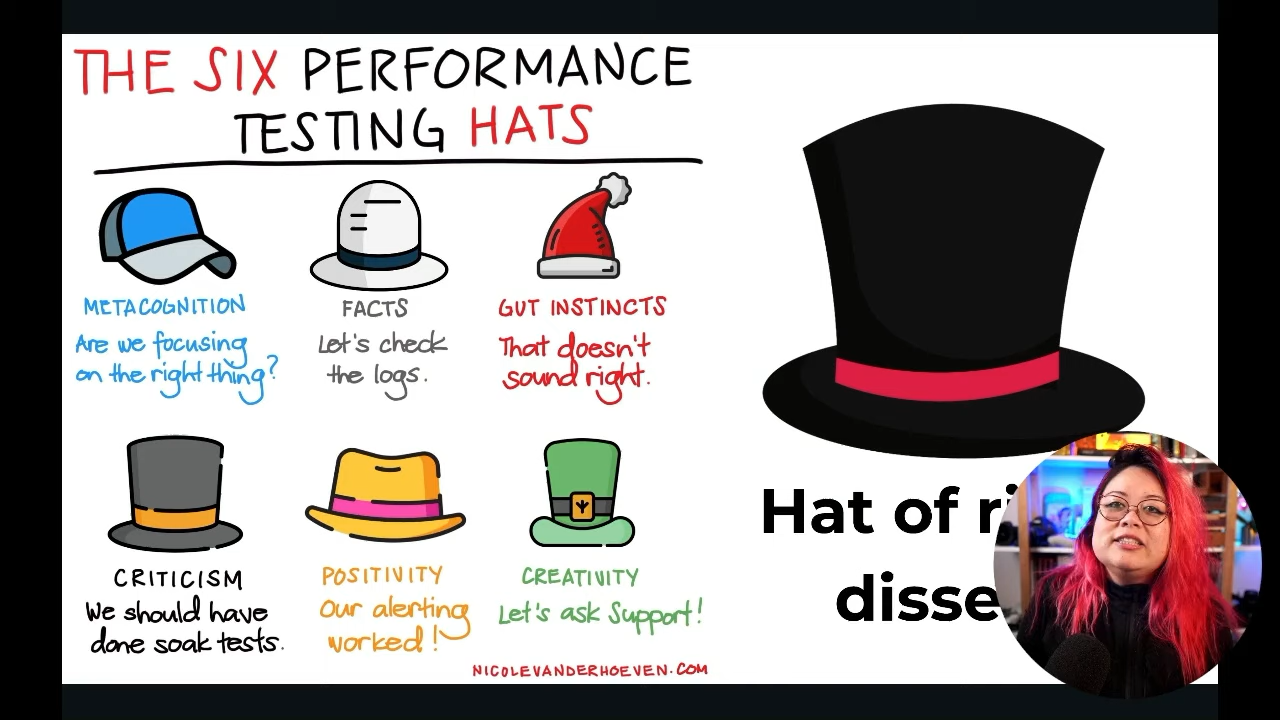 THE SIX PERFORMANCE
TESTING HATS
METACOGNITION
Are we focusing
on the right thing?
FACTS
Let's check
the logs.
GUT INSTINCTS
That doesn't
sound right.
CRITICISM
We should have
done soak tests.
POSITIVITY
Our alerting
worked!
CREATIVITY
Let's ask Support!
NICOLEVANDERHOEVEN.COM
Hat of